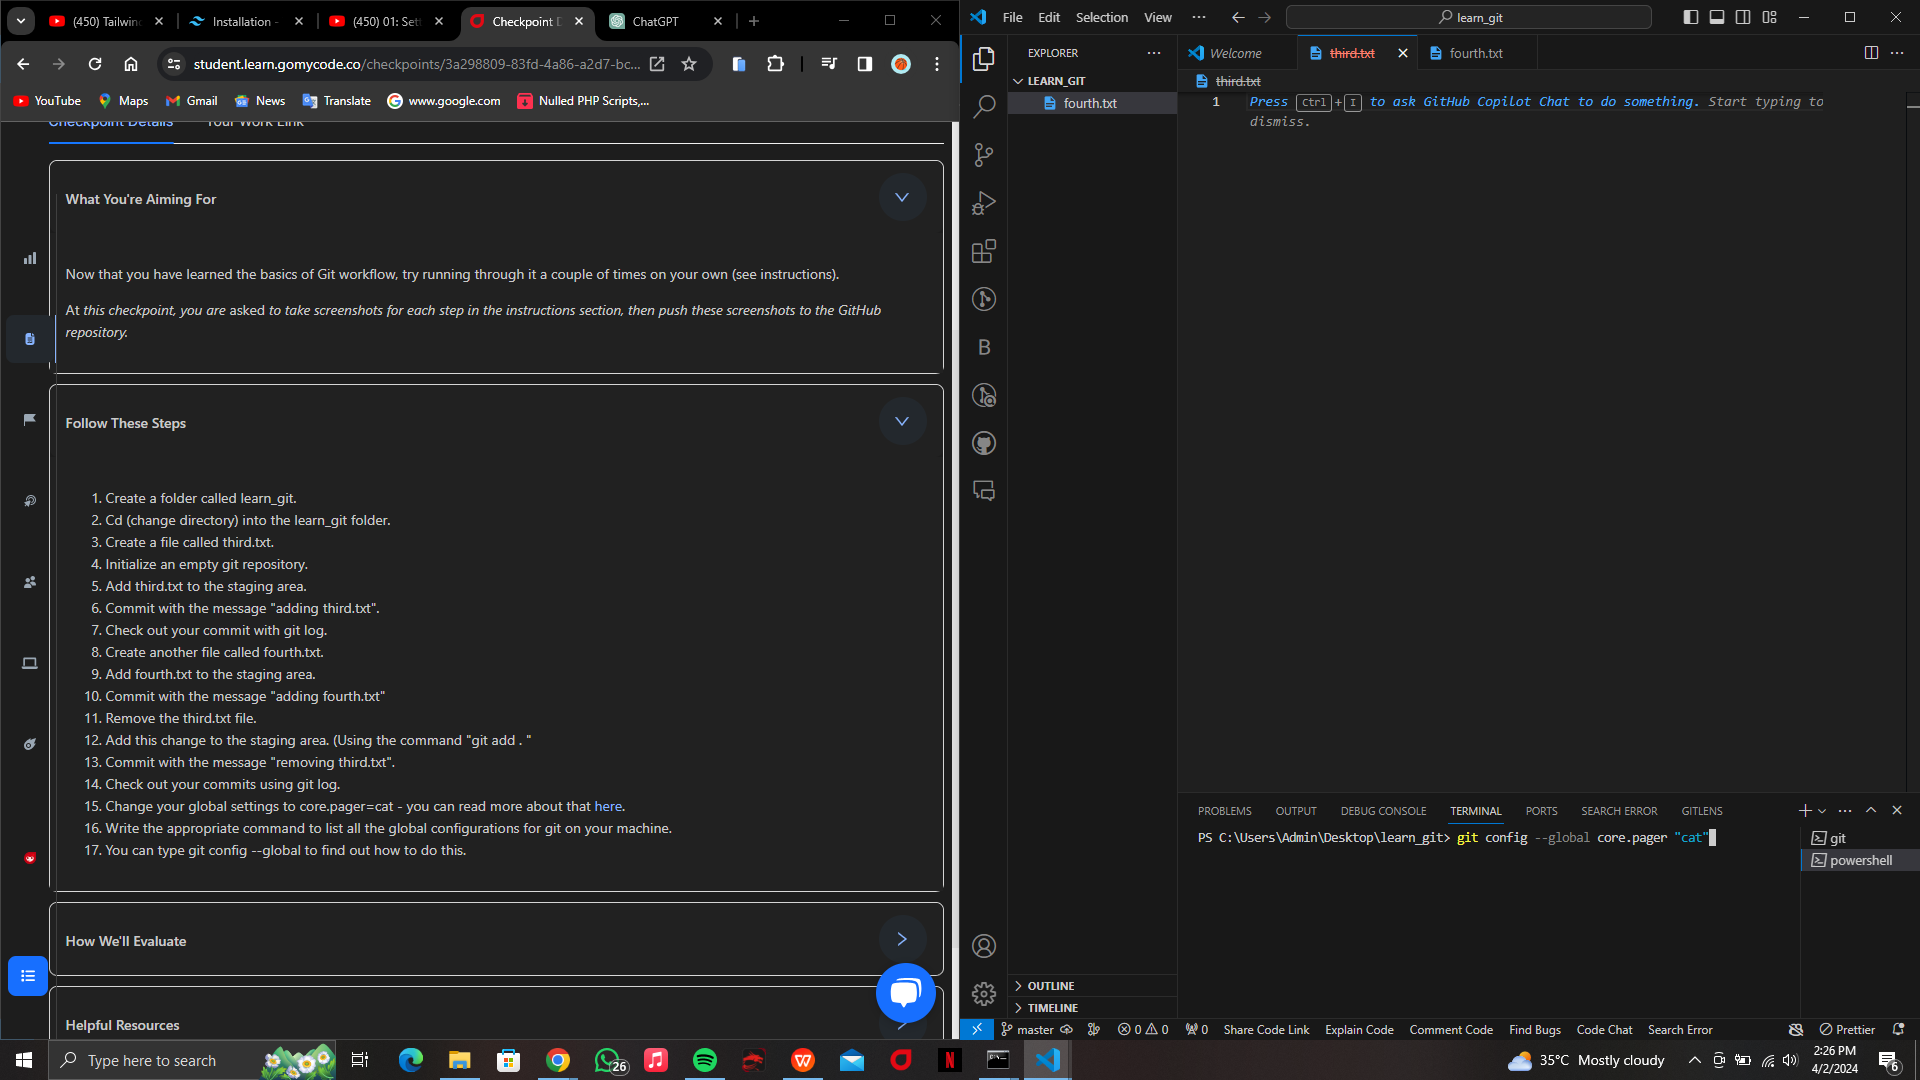 (450) Tailwin
Installation -
(450) 01: Set
Checkpoint D
ChatGPT
student.learn.gomycode.co/checkpoints/3a298809-83fd-4a86-a2d7-bc...
YouTube
Maps
Gmail
News
Translate
www.google.com
Nulled PHP Scripts,...
Checkpoint Details
Your Work Link
What You're Aiming For
Now that you have learned the basics of Git workflow, try running through it a couple of times on your own (see instructions).
At this checkpoint, you are asked to take screenshots for each step in the instructions section, then push these screenshots to the GitHub
repository.
Follow These Steps
1. Create a folder called learn_git.
2. Cd (change directory) into the learn_git folder.
3. Create a file called third.txt.
4. Initialize an empty git repository.
5. Add third.txt to the staging area.
6. Commit with the message "adding third.txt".
7. Check out your commit with git log.
8. Create another file called fourth.txt.
9. Add fourth.txt to the staging area.
10. Commit with the message "adding fourth.txt"
11. Remove the third.txt file.
12. Add this change to the staging area. (Using the command "git add . "
13. Commit with the message "removing third.txt".
14. Check out your commits using git log.
15. Change your global settings to core.pager=cat - you can read more about that here.
16. Write the appropriate command to list all the global configurations for git on your machine.
17. You can type git config --global to find out how to do this.
How We'll Evaluate
Helpful Resources
File Edit Selection View ···
learn_git
EXPLORER
LEARN_GIT
fourth.txt
OUTLINE
TIMELINE
Welcome
third.txt
fourth.txt
third.txt
1 Press Ctrl+I to ask GitHub Copilot Chat to do something. Start typing to
dismiss.
PROBLEMS OUTPUT DEBUG CONSOLE TERMINAL PORTS SEARCH ERROR GITLENS
PS C:\Users\Admin\Desktop\learn_git> git config --global core.pager "cat"
git
powershell
master
0 0
0
Share Code Link
Explain Code
Comment Code
Find Bugs
Code Chat
Search Error
Prettier
Type here to search
26
35°C Mostly cloudy
2:26 PM
4/2/2024
6